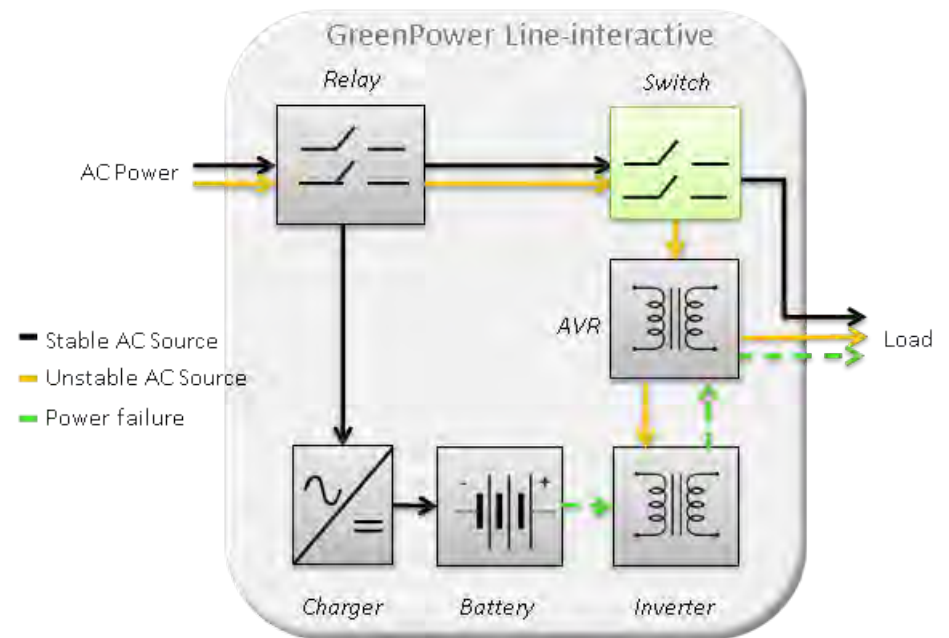 GreenPower Line-interactive
Relay
Switch
AC Power
AVR
Stable AC Source
Unstable AC Source
Power failure
Load
- +
Charger
Battery
Inverter